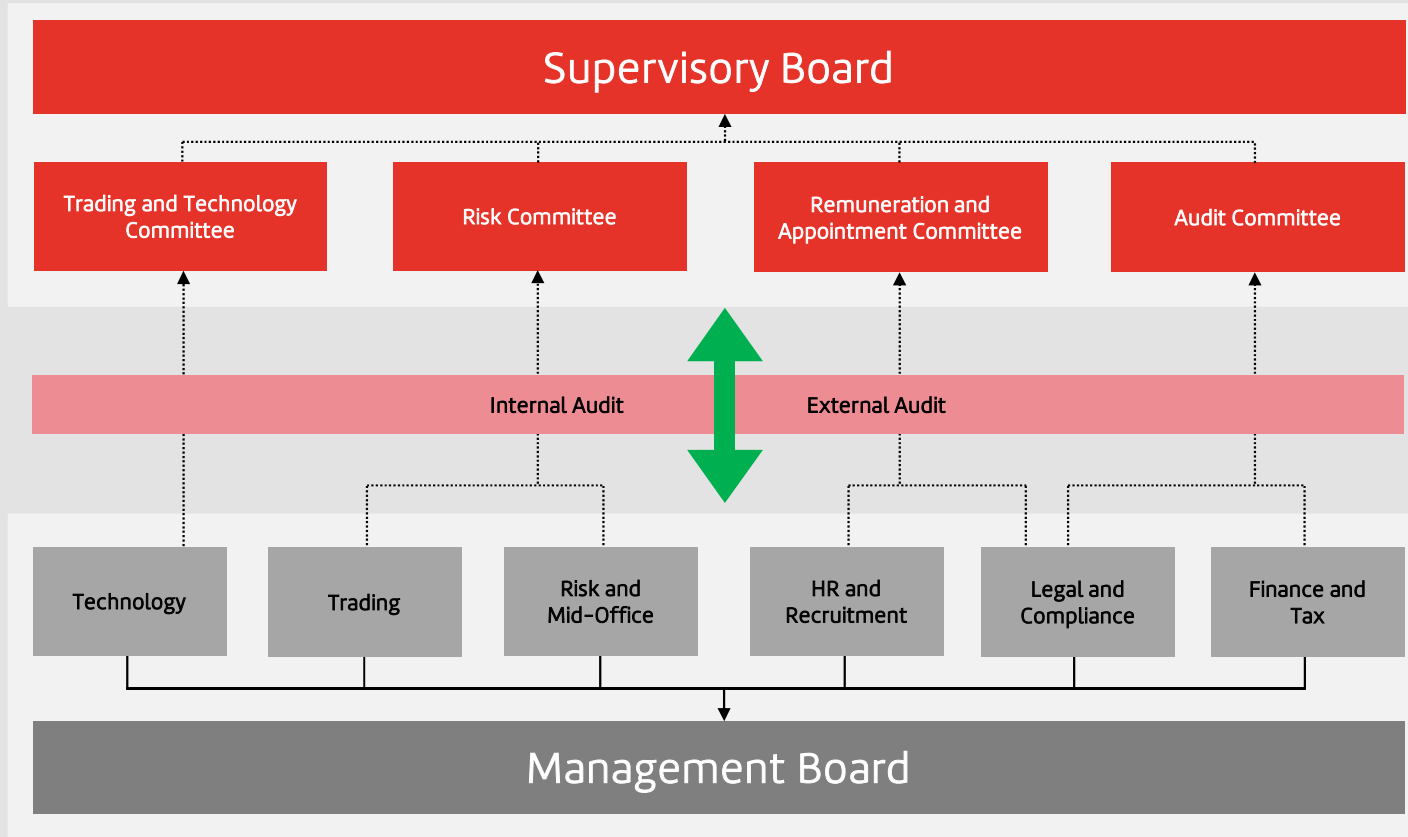 Supervisory Board
Trading and Technology
Committee
Risk Committee
Remuneration and
Appointment Committee
Audit Committee
Internal Audit
External Audit
Technology
Trading
Risk and
Mid-Office
HR and
Recruitment
Legal and
Compliance
Finance and
Tax
Management Board